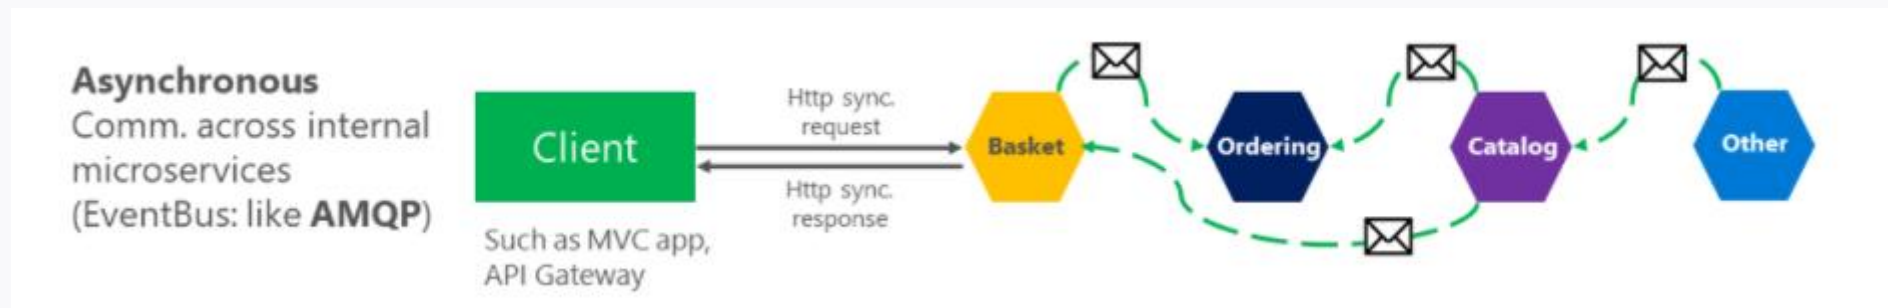 Asynchronous
Comm. across internal
microservices
(EventBus: like AMQP)
Client
Such as MVC app,
API Gateway
Http sync.
request
Http sync.
response
Basket
Ordering
Catalog
Other